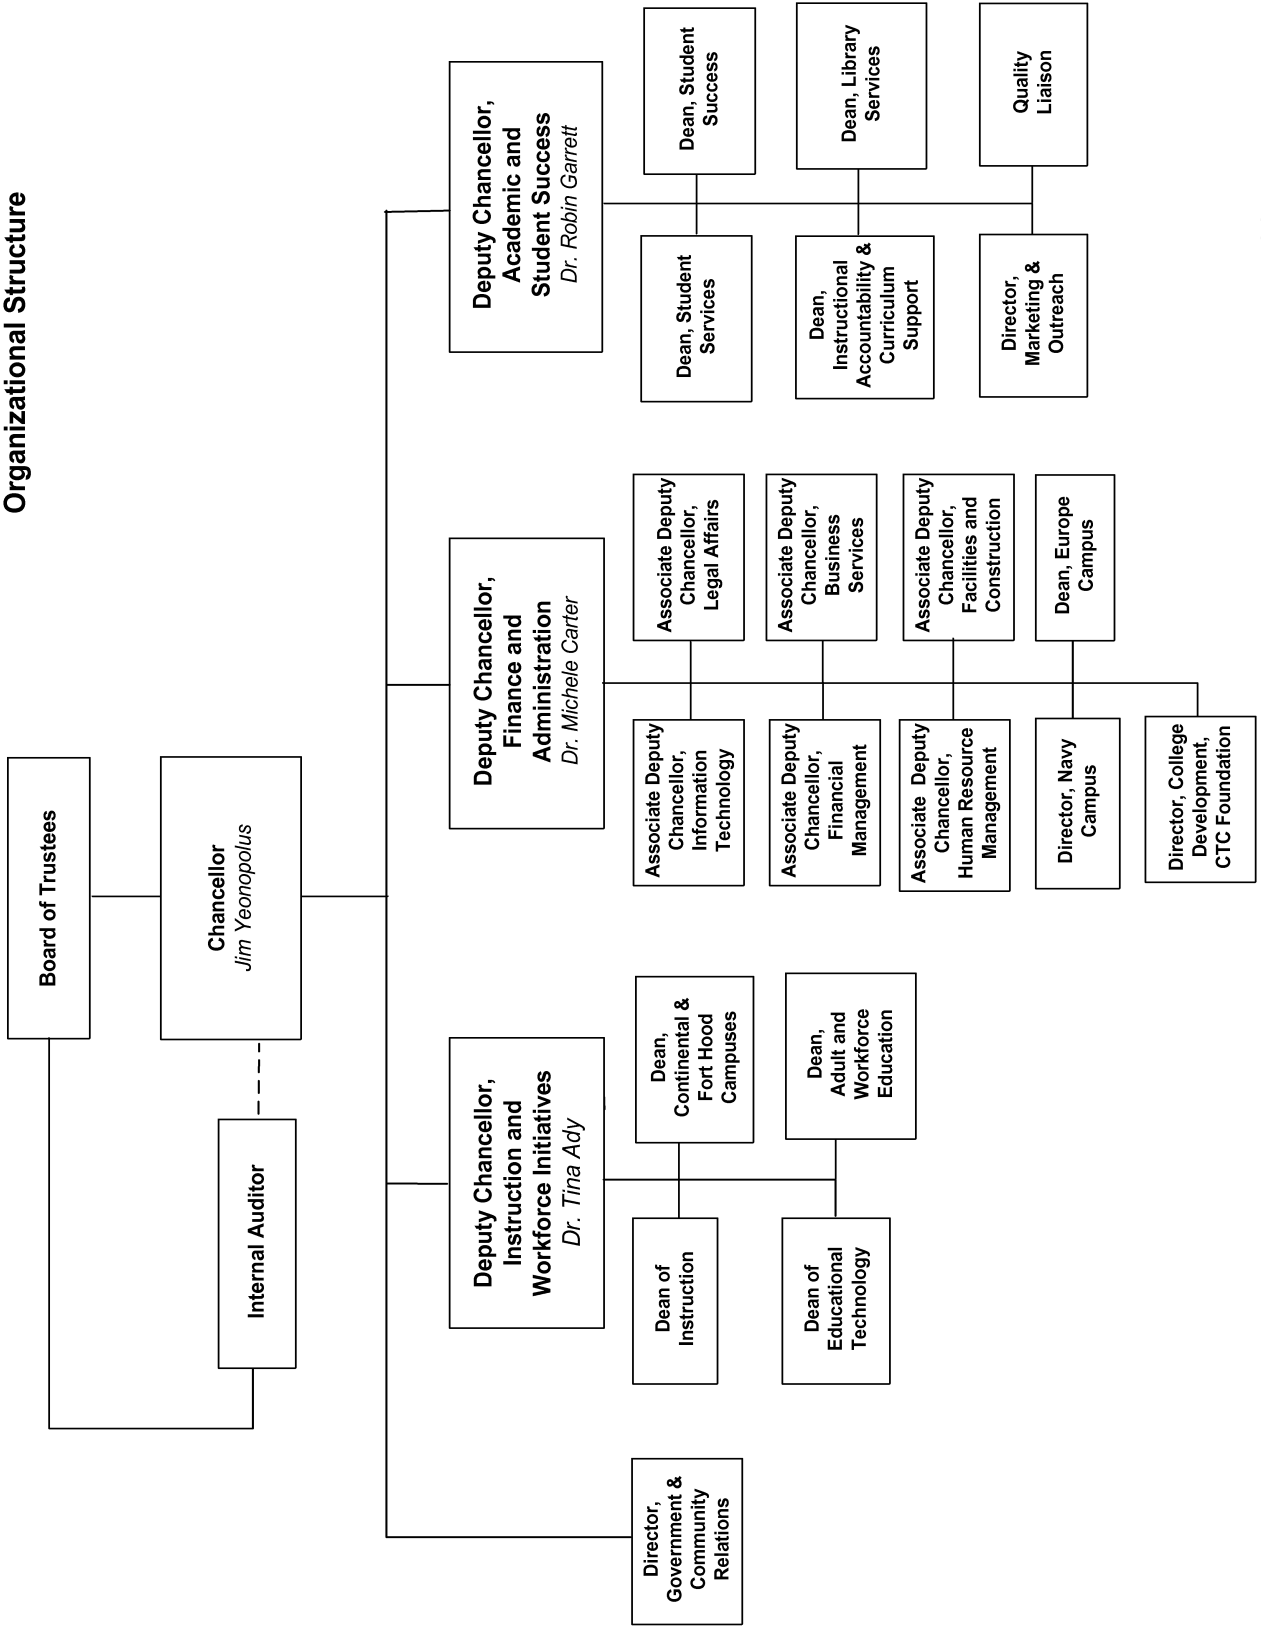 Organizational Structure
Board of Trustees
Chancellor
Jim Yeonopolus
Internal Auditor
Director,
Government &
Community
Relations
Deputy Chancellor,
Instruction and
Workforce Initiatives
Dr. Tina Ady
Dean of
Instruction
Dean,
Continental &
Fort Hood
Campuses
Dean of
Educational
Technology
Dean,
Adult and
Workforce
Education
Deputy Chancellor,
Finance and
Administration
Dr. Michele Carter
Associate Deputy
Chancellor,
Information
Technology
Associate Deputy
Chancellor,
Legal Affairs
Associate Deputy
Chancellor,
Financial
Management
Associate Deputy
Chancellor,
Business
Services
Associate Deputy
Chancellor,
Human Resource
Management
Associate Deputy
Chancellor,
Facilities and
Construction
Director, Navy
Campus
Dean, Europe
Campus
Director, College
Development,
CTC Foundation
Deputy Chancellor,
Academic and
Student Success
Dr. Robin Garrett
Dean, Student
Services
Dean, Student
Success
Dean,
Instructional
Accountability &
Curriculum
Support
Dean, Library
Services
Director,
Marketing &
Outreach
Quality
Liaison